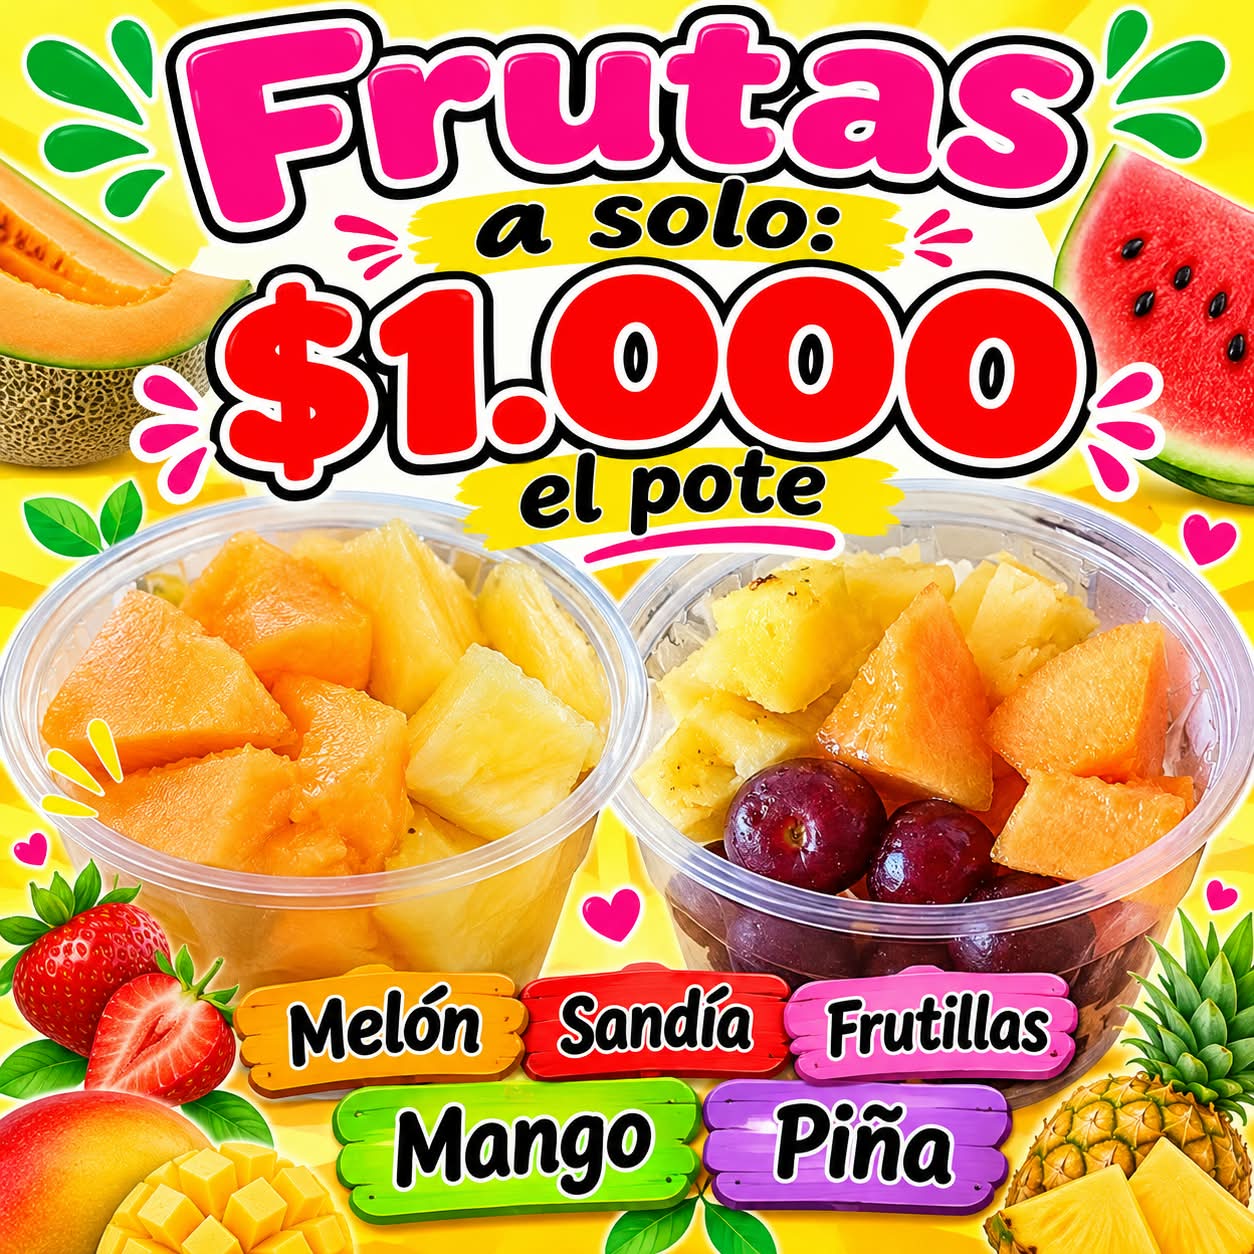 Frutas
a solo:
$1.000
el pote
Melón
Sandía
Frutillas
Mango
Piña